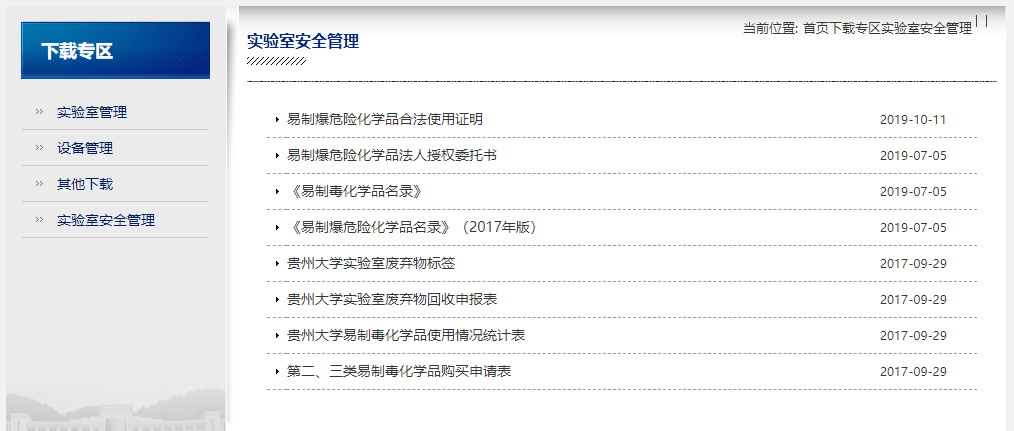 下载专区
实验室管理
设备管理
其他下载
实验室安全管理
当前位置: 首页下载专区实验室安全管理
实验室安全管理
易制爆危险化学品合法使用证明 2019-10-11
易制爆危险化学品法人授权委托书 2019-07-05
《易制毒化学品名录》 2019-07-05
《易制爆危险化学品名录》（2017年版） 2019-07-05
贵州大学实验室废弃物标签 2017-09-29
贵州大学实验室废弃物回收申报表 2017-09-29
贵州大学易制毒化学品使用情况统计表 2017-09-29
第二、三类易制毒化学品购买申请表 2017-09-29